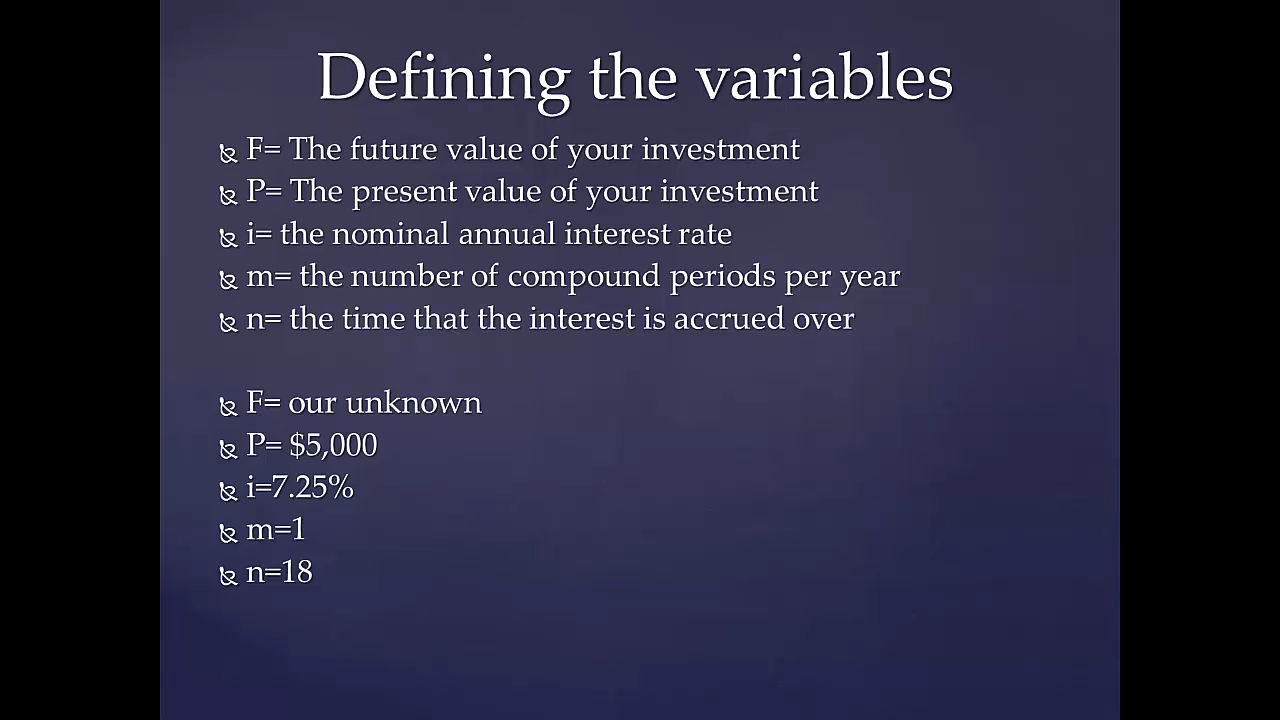 Defining the variables
F= The future value of your investment
P= The present value of your investment
i= the nominal annual interest rate
m= the number of compound periods per year
n= the time that the interest is accrued over
F= our unknown
P= $5,000
i=7.25%
m=1
n=18